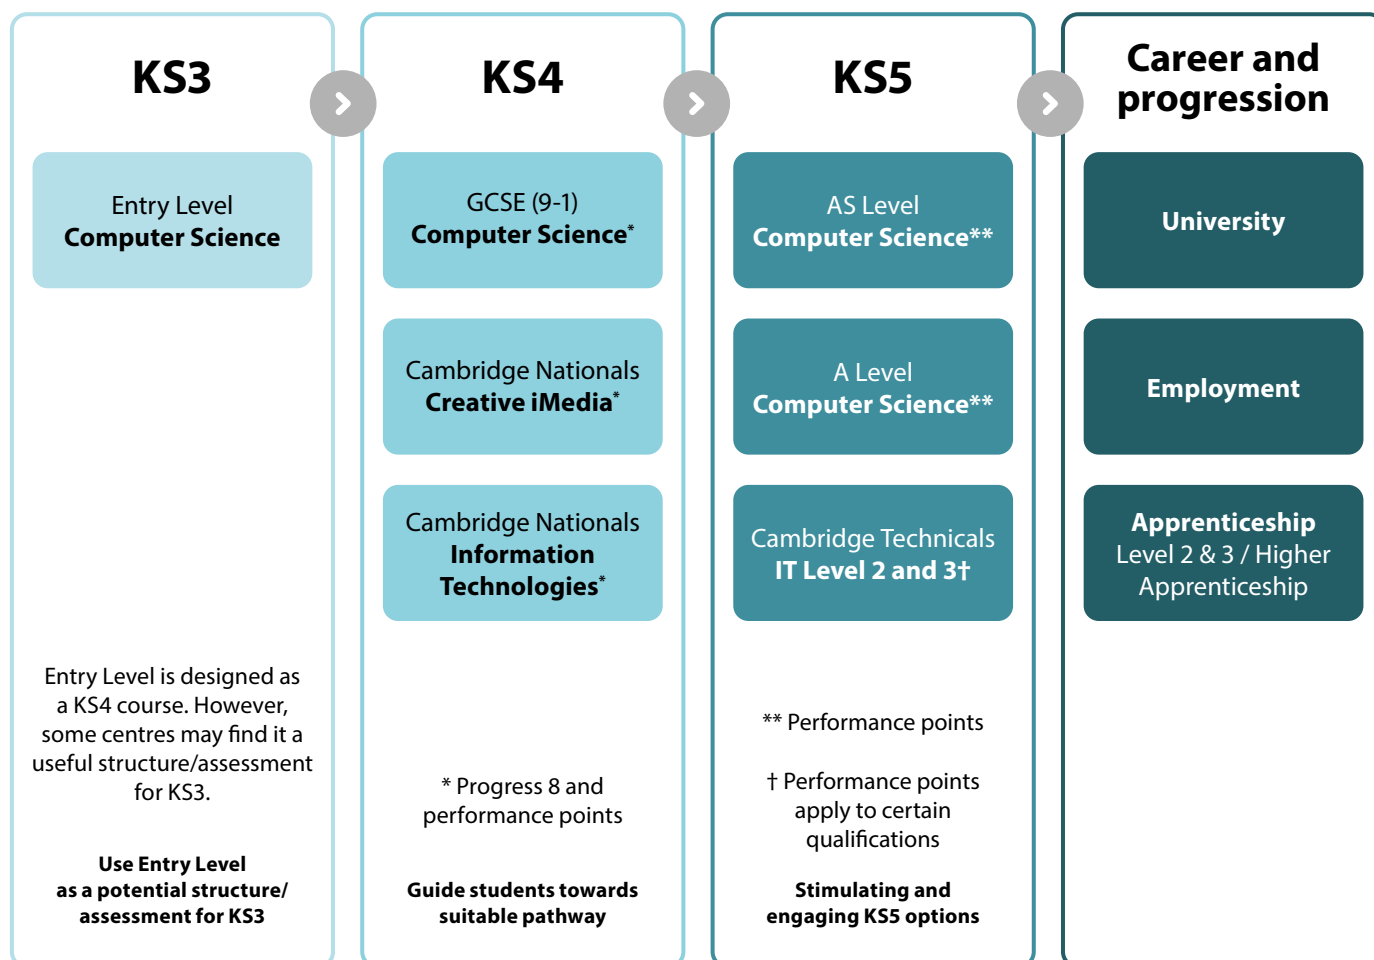 KS3
Entry Level
Computer Science
Entry Level is designed as
a KS4 course. However,
some centres may find it a
useful structure/assessment
for KS3.
Use Entry Level
as a potential structure/
assessment for KS3
KS4
GCSE (9-1)
Computer Science*
Cambridge Nationals
Creative iMedia*
Cambridge Nationals
Information
Technologies*
* Progress 8 and
performance points
Guide students towards
suitable pathway
KS5
AS Level
Computer Science**
A Level
Computer Science**
Cambridge Technicals
IT Level 2 and 3†
** Performance points
† Performance points
apply to certain
qualifications
Stimulating and
engaging KS5 options
Career and
progression
University
Employment
Apprenticeship
Level 2 & 3 / Higher
Apprenticeship